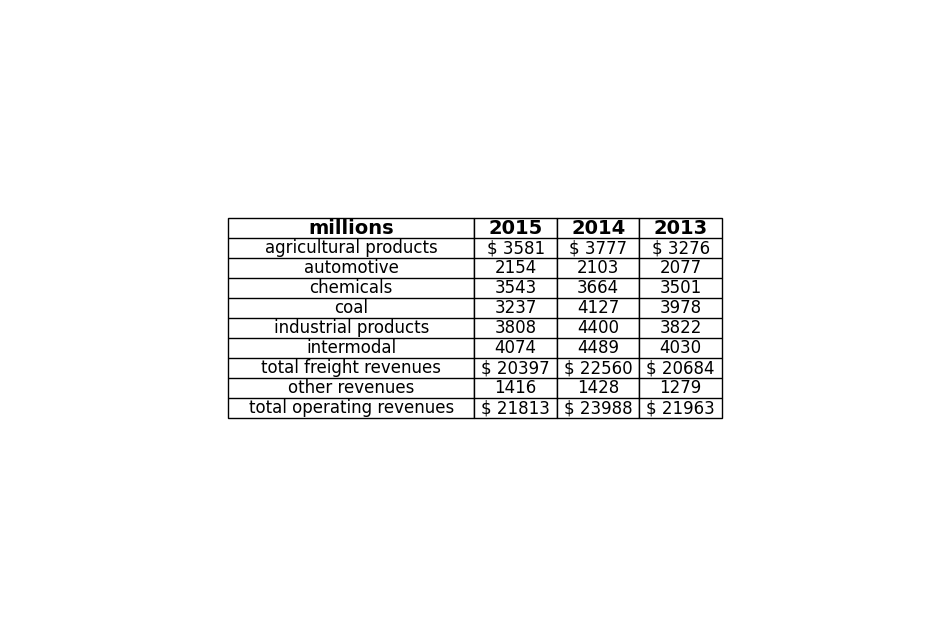 millions 2015 2014 2013
agricultural products $ 3581 $ 3777 $ 3276
automotive 2154 2103 2077
chemicals 3543 3664 3501
coal 3237 4127 3978
industrial products 3808 4400 3822
intermodal 4074 4489 4030
total freight revenues $ 20397 $ 22560 $ 20684
other revenues 1416 1428 1279
total operating revenues $ 21813 $ 23988 $ 21963